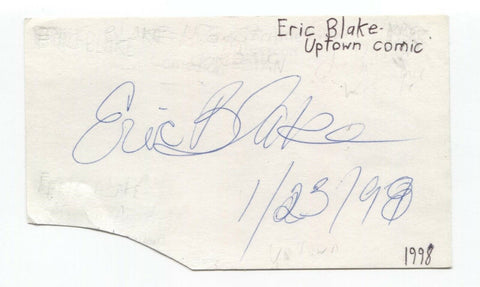 Eric Blake-
Uptown comic.
Eric Blake
1/23/98
1998